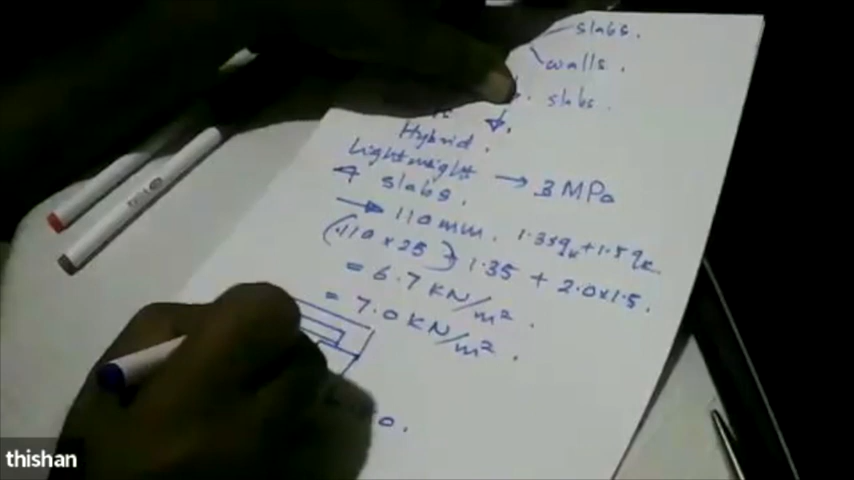 slabs.
walls.
slabs.
Hybrid.
Lightweight → 3 MPa
slabs.
→ 110 mm. 1.35gk+1.5qk
(.110 x 25) 1.35 + 2.0x1.5.
= 6.7 KN/m².
= 7.0 KN/m².
0.
thishan